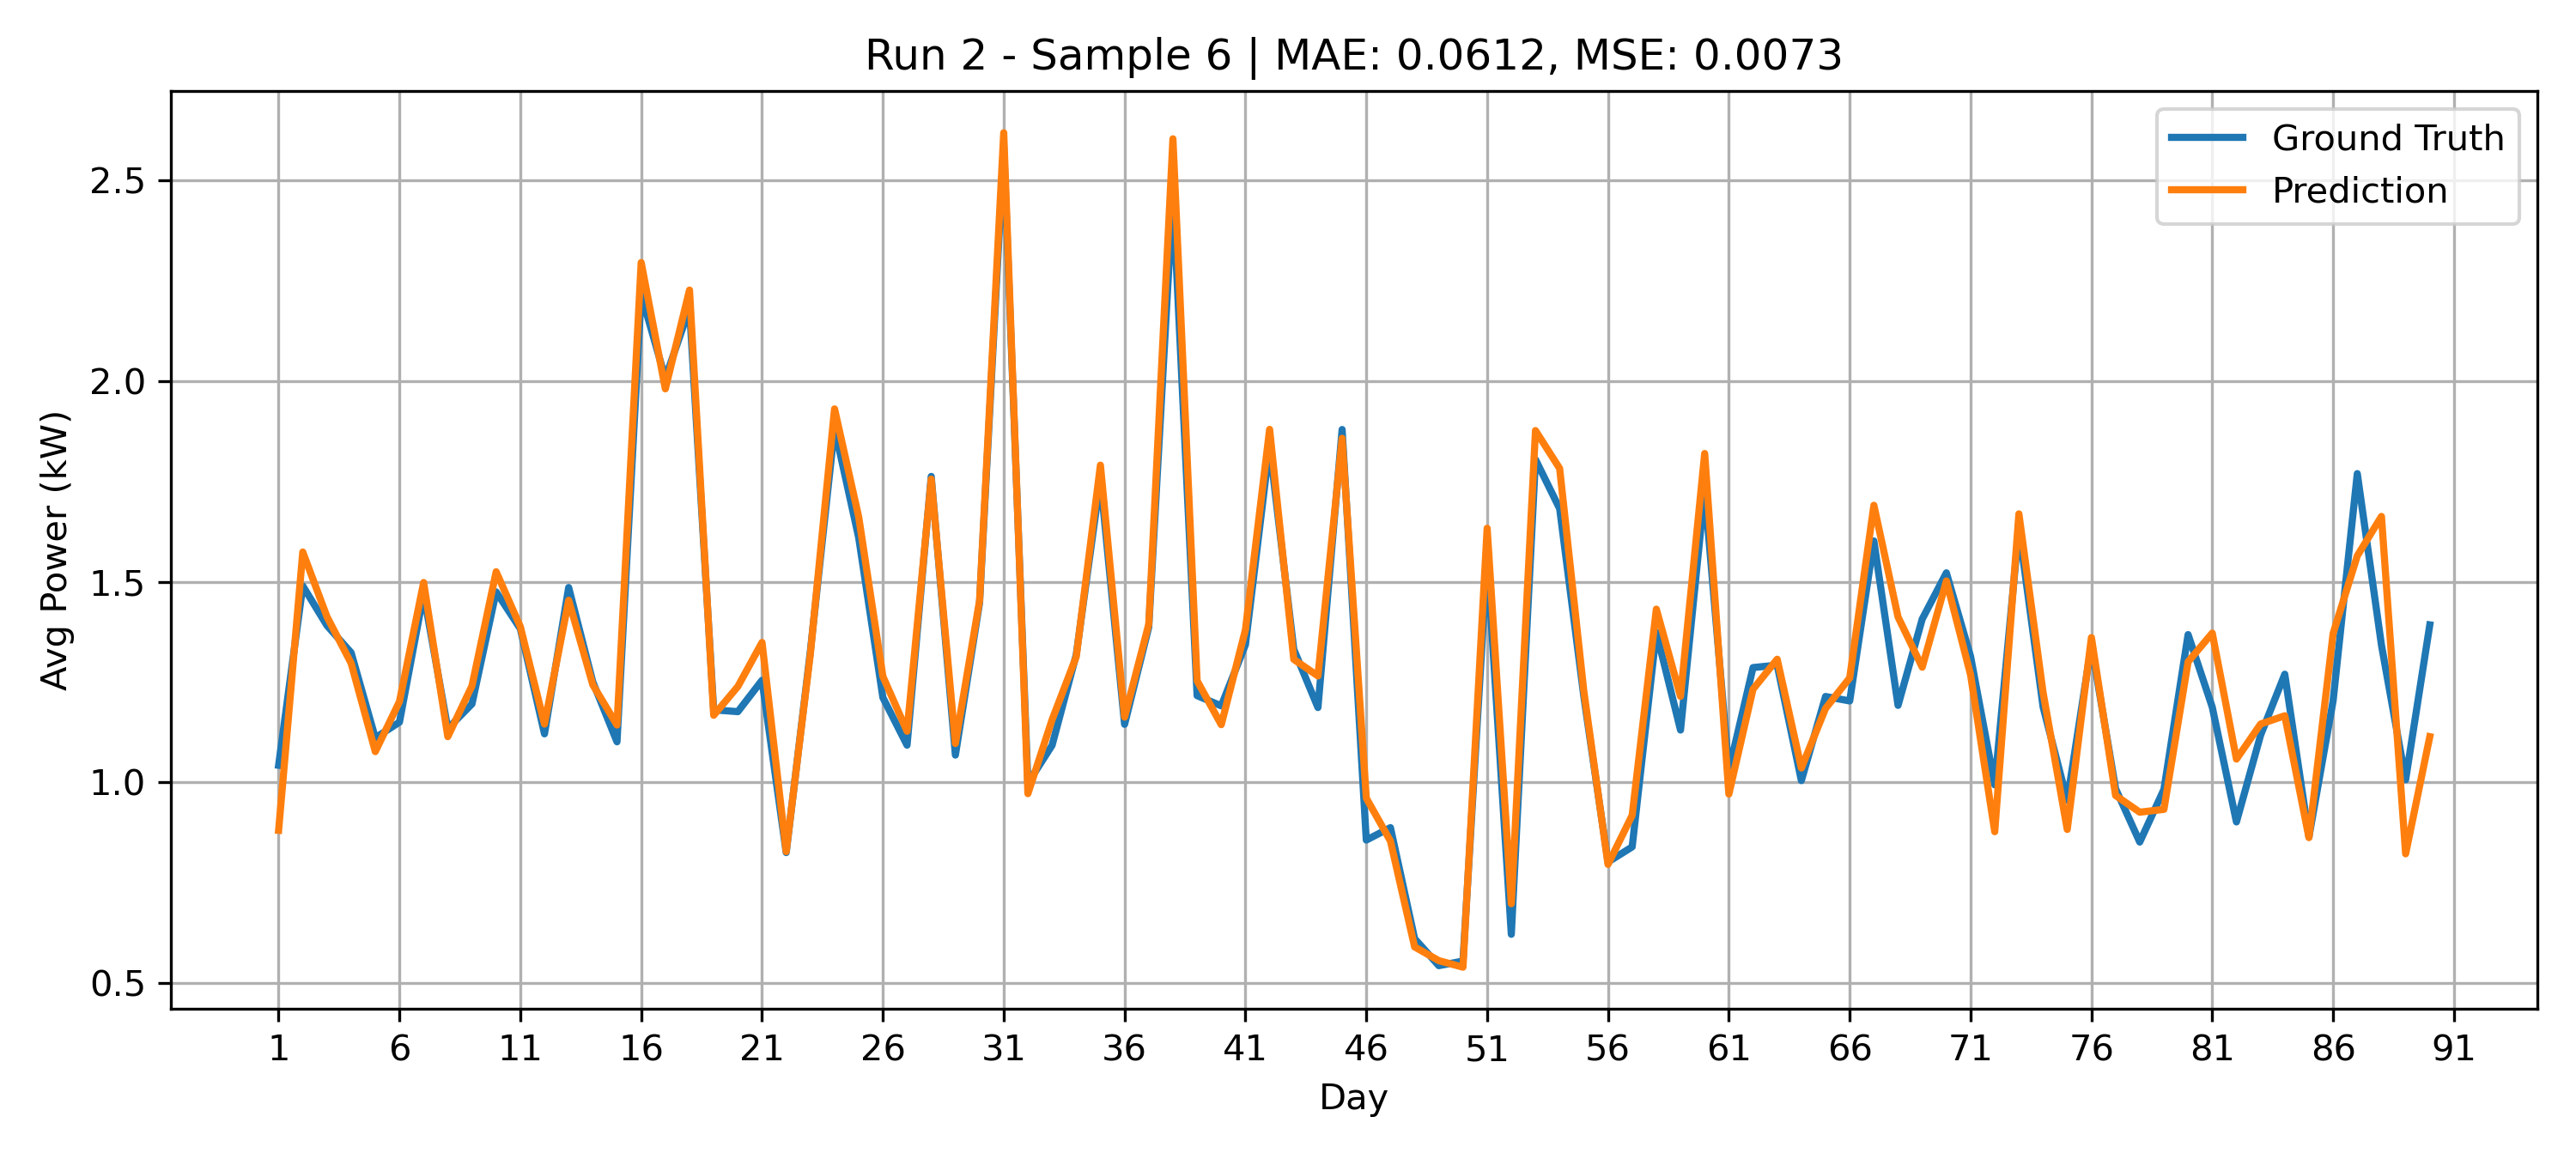 Run 2 - Sample 6 | MAE: 0.0612, MSE: 0.0073
Ground Truth
Prediction
Avg Power (kW)
2.5
2.0
1.5
1.0
0.5
1 6 11 16 21 26 31 36 41 46 51 56 61 66 71 76 81 86 91
Day